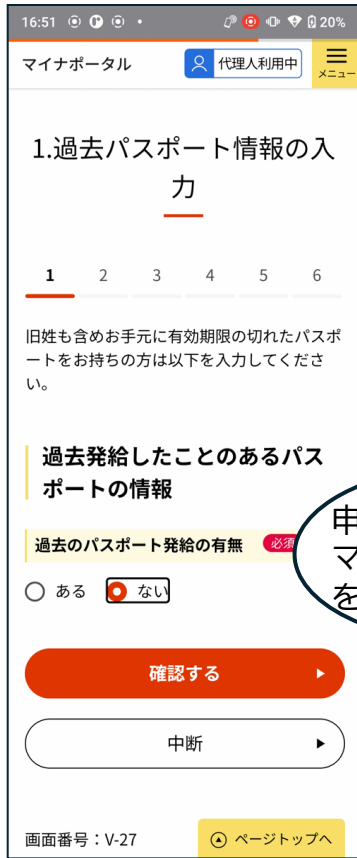 16:51
20%
マイナポータル
代理人利用中
メニュー
1.過去パスポート情報の入
力
1 2 3 4 5 6
旧姓も含めお手元に有効期限の切れたパスポ
ートをお持ちの方は以下を入力してくださ
い。
過去発給したことのあるパス
ポートの情報
過去のパスポート発給の有無 必須
ある ない
申
マ
を
確認する
中断
画面番号：V-27
ページトップへ